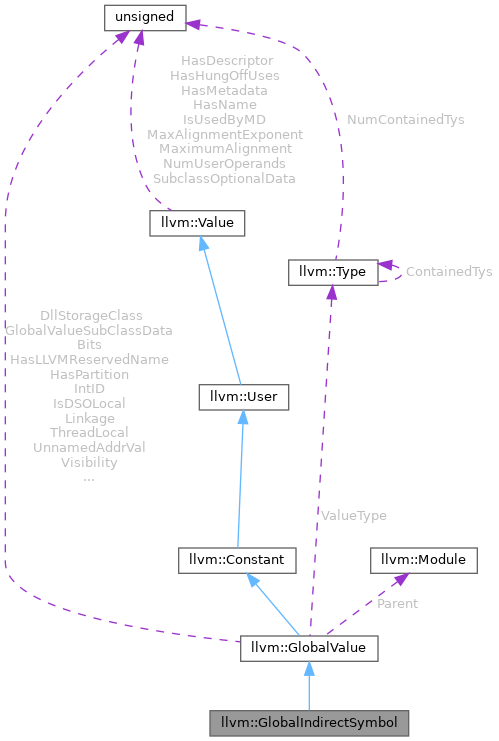 unsigned
HasDescriptor
HasHungOffUses
HasMetadata
HasName
IsUsedByMD
MaxAlignmentExponent
MaximumAlignment
NumUserOperands
SubclassOptionalData
NumContainedTys
llvm::Value
llvm::Type
ContainedTys
DllStorageClass
GlobalValueSubClassData
Bits
HasLLVMReservedName
HasPartition
IntID
IsDSOLocal
Linkage
ThreadLocal
UnnamedAddrVal
Visibility
...
llvm::User
ValueType
llvm::Constant
llvm::Module
Parent
llvm::GlobalValue
llvm::GlobalIndirectSymbol